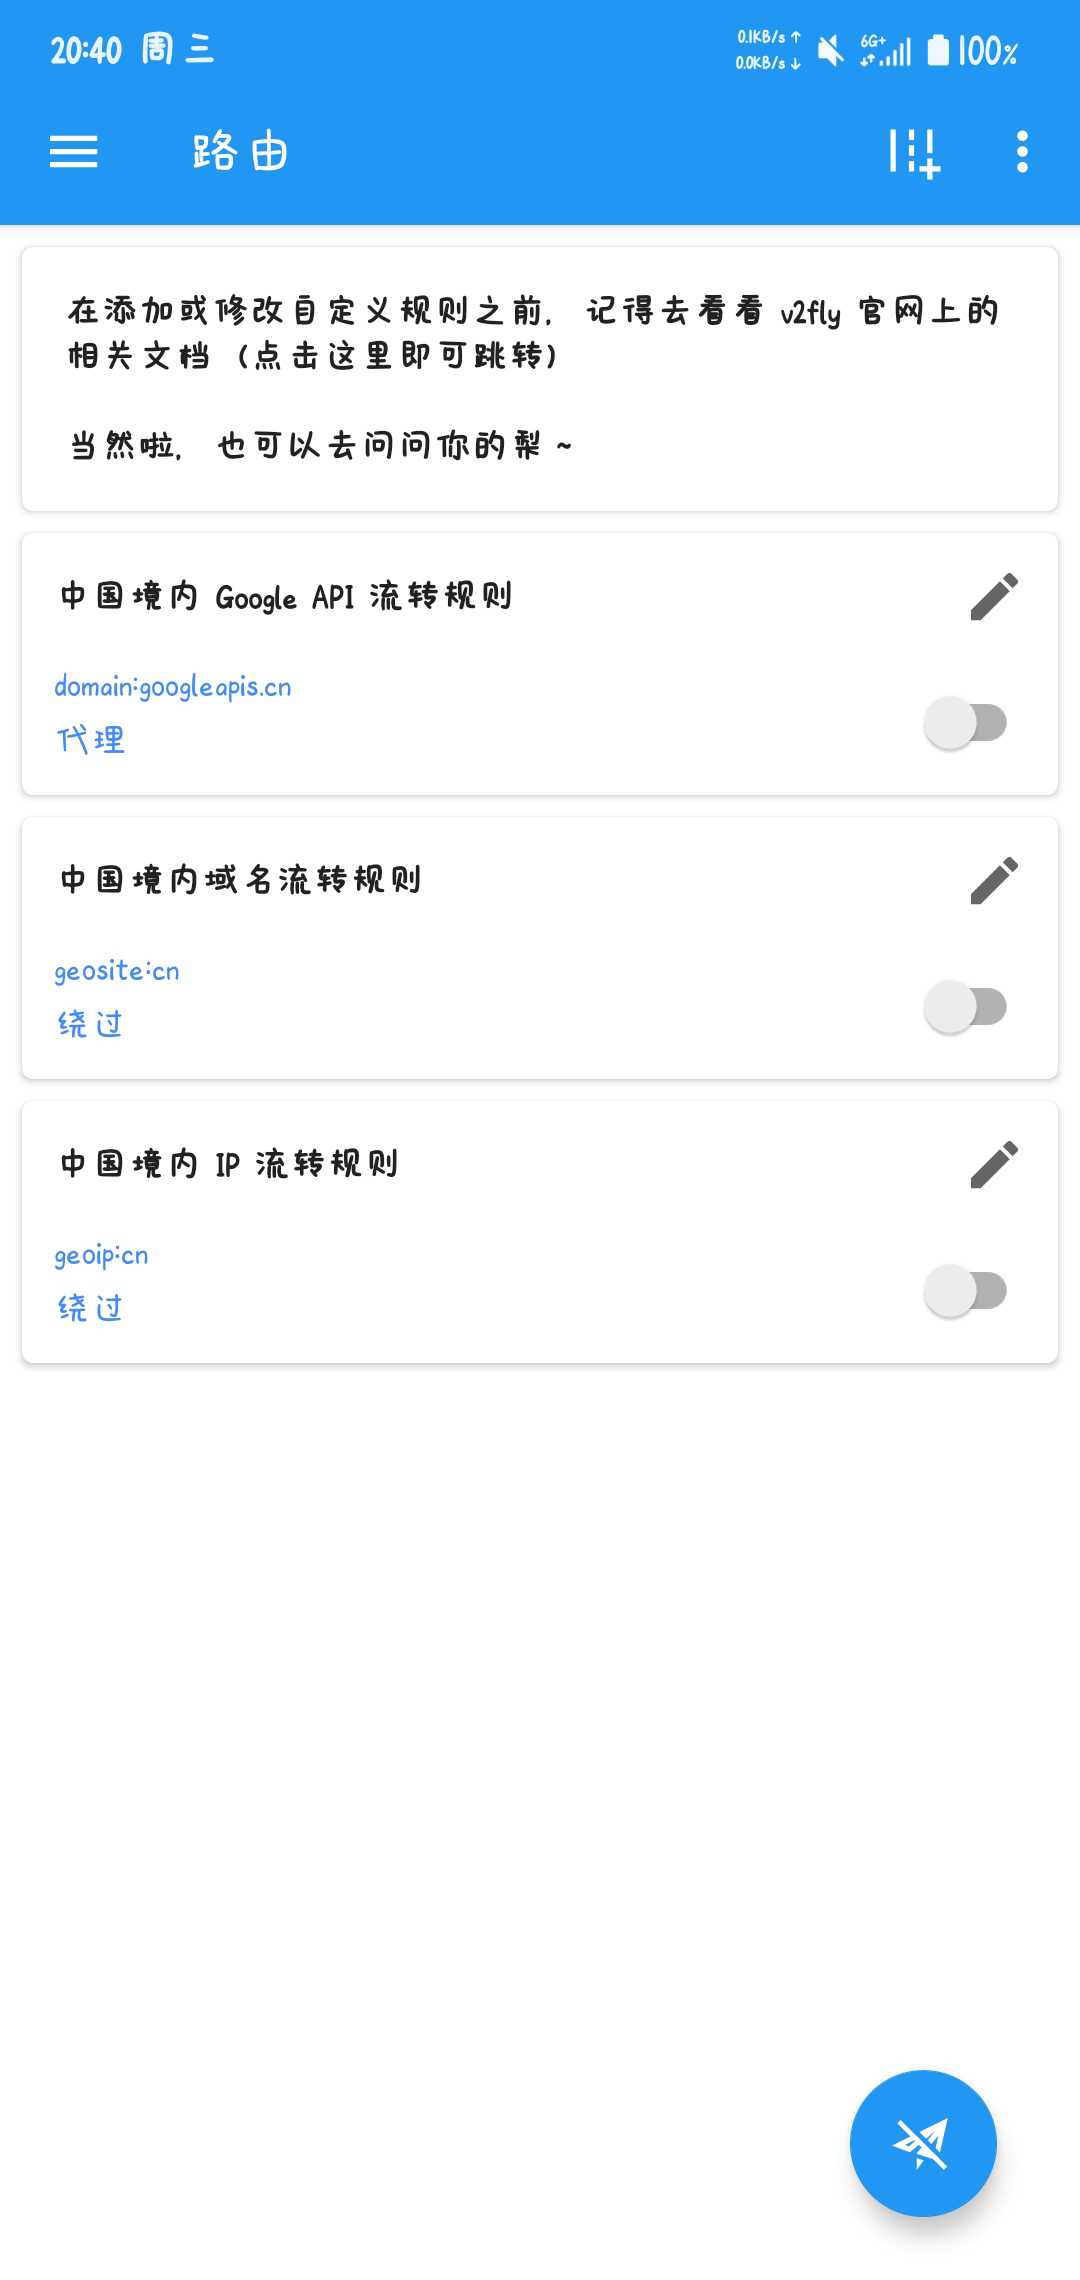 20:40 周三
0.1KB/s ↑
0.0KB/s ↓
6G+
100%
路由
在添加或修改自定义规则之前，记得去看看 v2fly 官网上的
相关文档（点击这里即可跳转）
当然啦，也可以去问问你的梨 ~
中国境内 Google API 流转规则
domain:googleapis.cn
代理
中国境内域名流转规则
geosite:cn
绕过
中国境内 IP 流转规则
geoip:cn
绕过